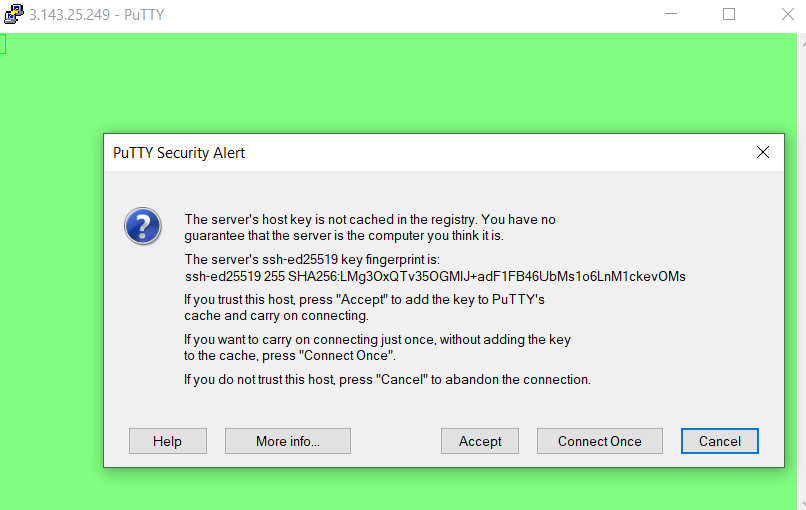 3.143.25.249 - PuTTY
PuTTY Security Alert
The server's host key is not cached in the registry. You have no
guarantee that the server is the computer you think it is.
The server's ssh-ed25519 key fingerprint is:
ssh-ed25519 255 SHA256:LMg3OxQTv35OGMIJ+adF1FB46UbMs1o6LnM1ckevOMs
If you trust this host, press "Accept" to add the key to PuTTY's
cache and carry on connecting.
If you want to carry on connecting just once, without adding the key
to the cache, press "Connect Once".
If you do not trust this host, press "Cancel" to abandon the connection.
Help More info... Accept Connect Once Cancel